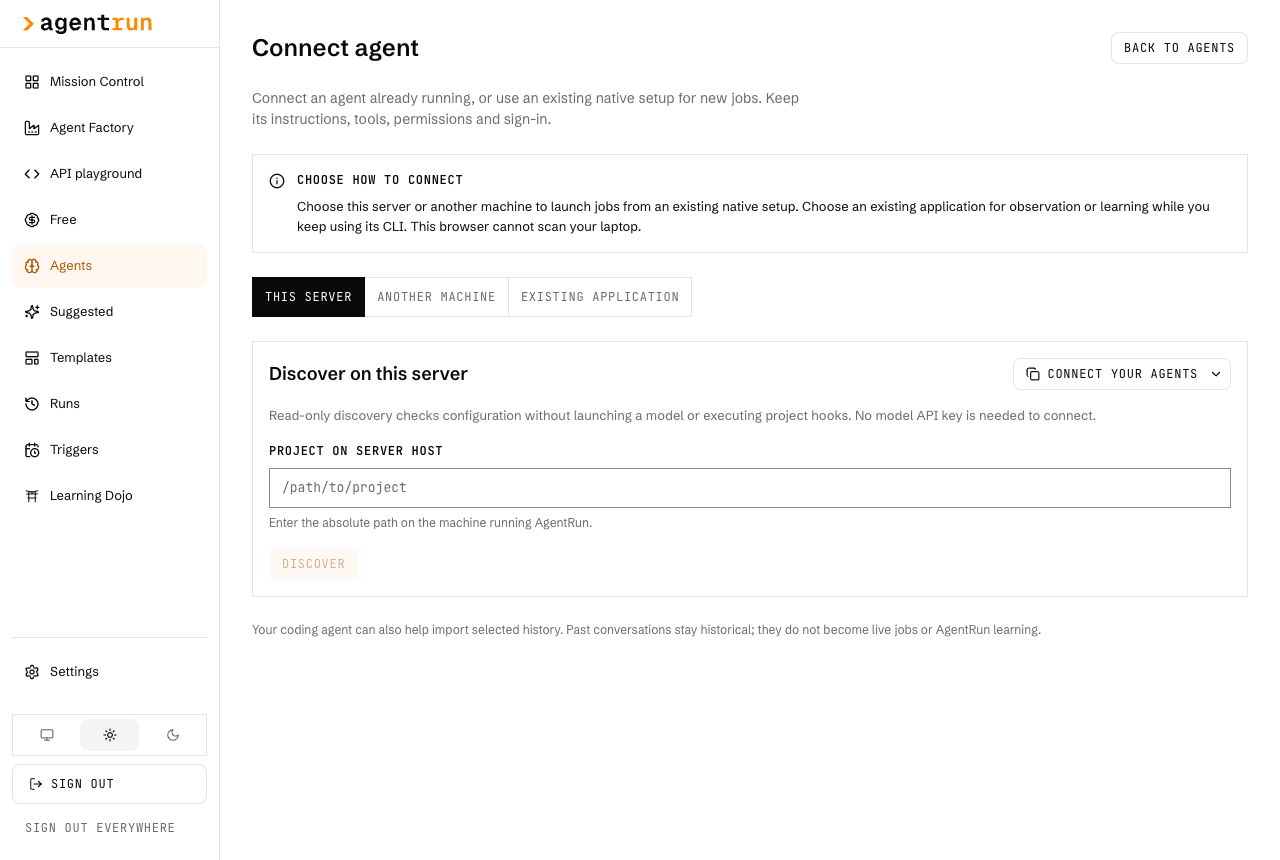 agentrun
Mission Control
Agent Factory
API playground
Free
Agents
Suggested
Templates
Runs
Triggers
Learning Dojo
Settings
SIGN OUT
SIGN OUT EVERYWHERE
Connect agent
BACK TO AGENTS
Connect an agent already running, or use an existing native setup for new jobs. Keep
its instructions, tools, permissions and sign-in.
CHOOSE HOW TO CONNECT
Choose this server or another machine to launch jobs from an existing native setup. Choose an existing application for observation or learning while you
keep using its CLI. This browser cannot scan your laptop.
THIS SERVER
ANOTHER MACHINE
EXISTING APPLICATION
Discover on this server
CONNECT YOUR AGENTS
Read-only discovery checks configuration without launching a model or executing project hooks. No model API key is needed to connect.
PROJECT ON SERVER HOST
/path/to/project
Enter the absolute path on the machine running AgentRun.
DISCOVER
Your coding agent can also help import selected history. Past conversations stay historical; they do not become live jobs or AgentRun learning.